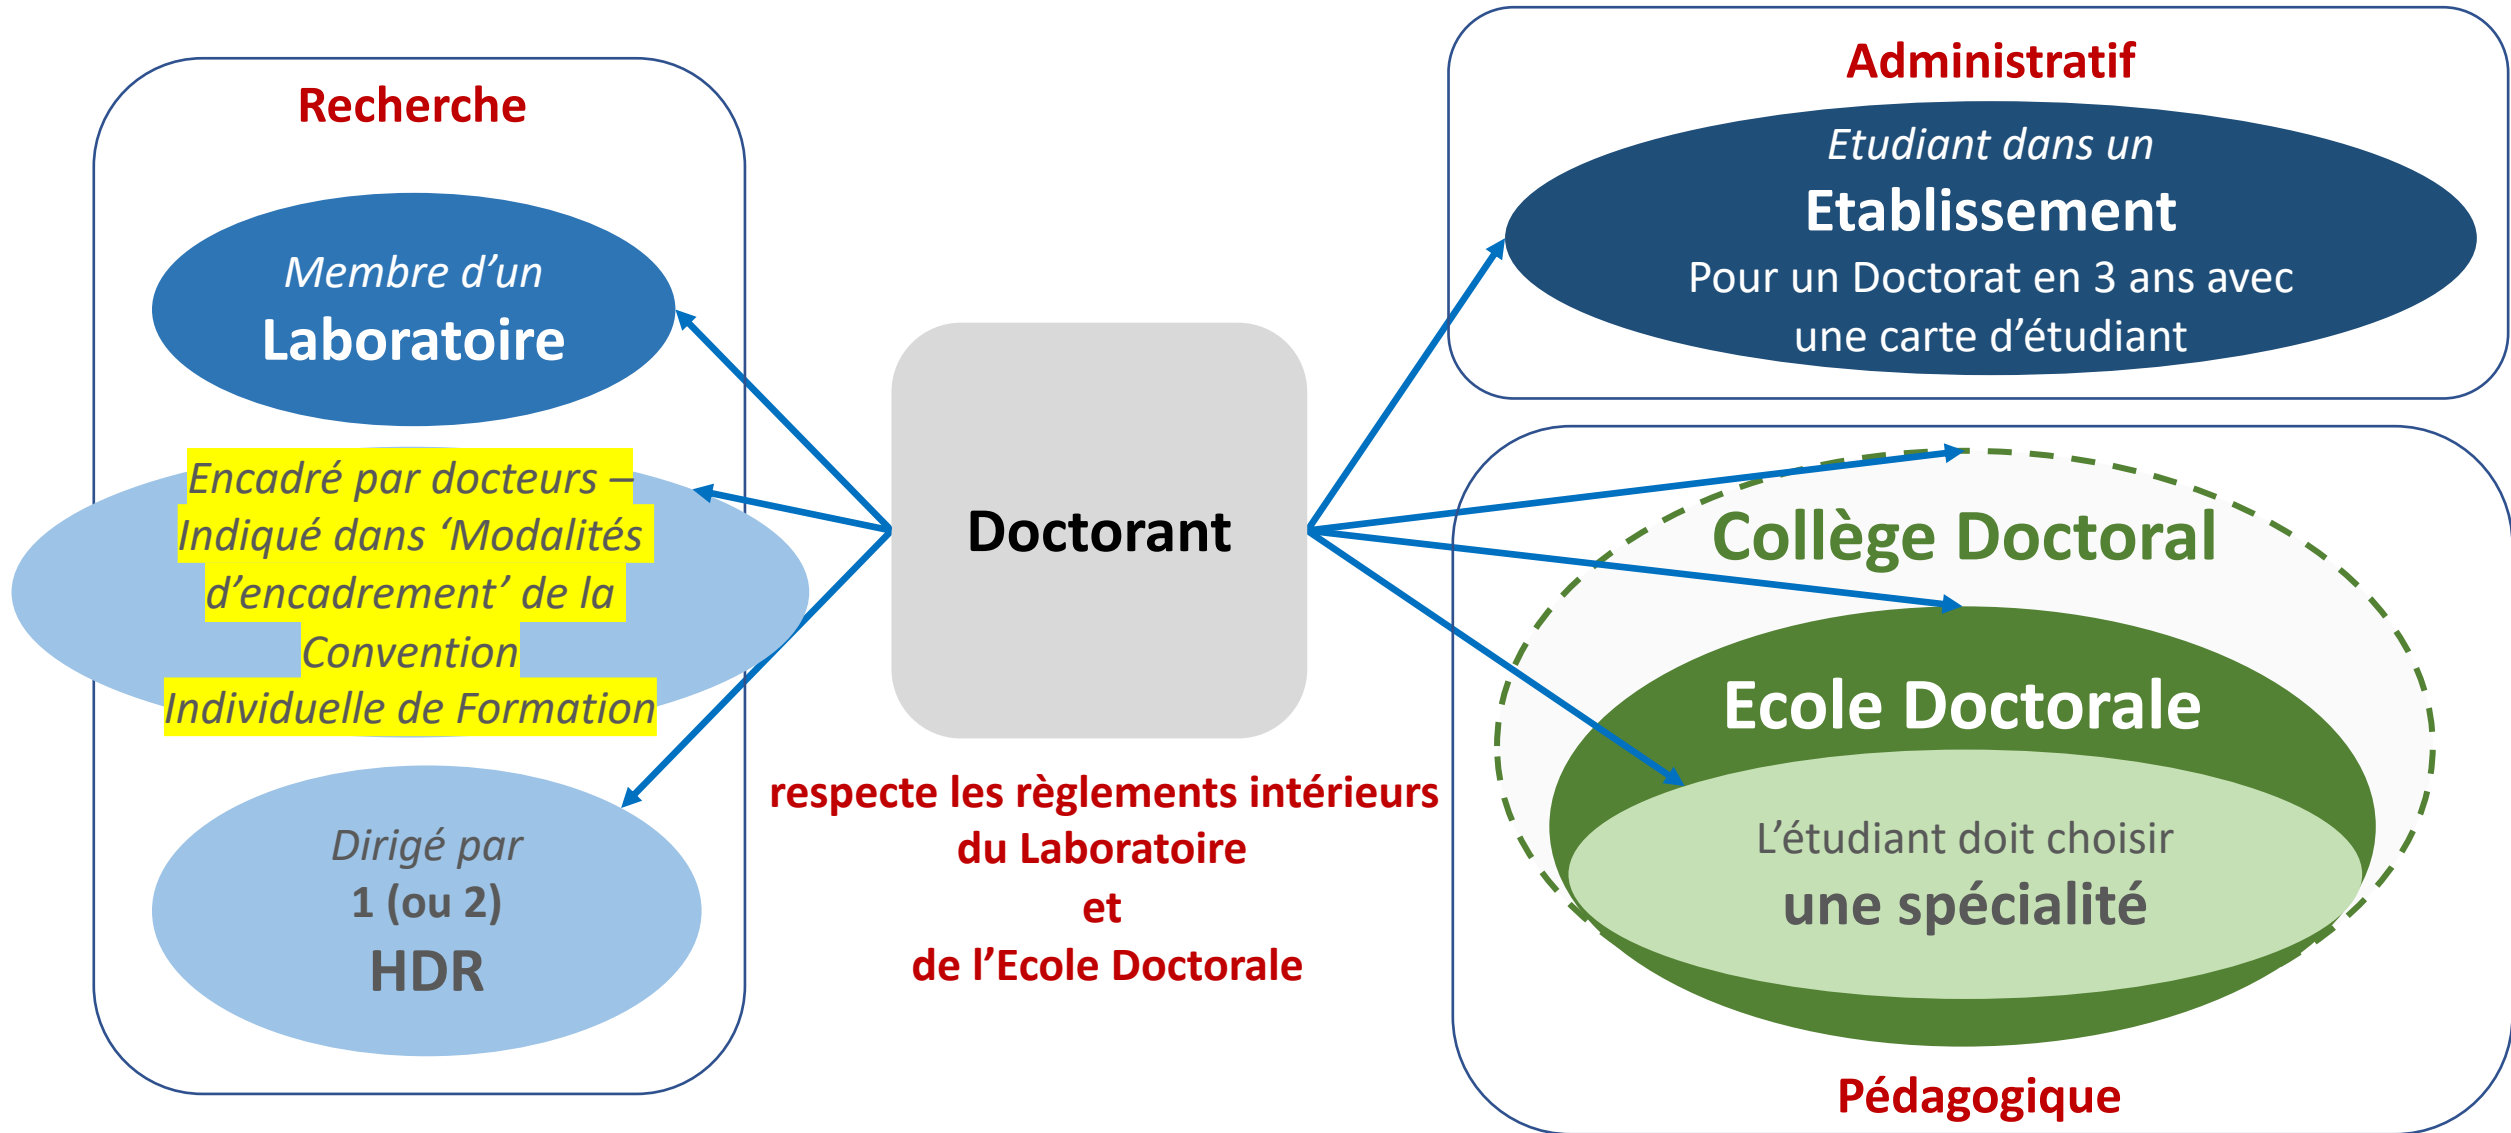 Recherche
Membre d’un
Laboratoire
Encadré par docteurs –
Indiqué dans ‘Modalités
d’encadrement’ de la
Convention
Individuelle de Formation
Dirigé par
1 (ou 2)
HDR
Doctorant
respecte les règlements intérieurs
du Laboratoire
et
de l’Ecole Doctorale
Administratif
Etudiant dans un
Etablissement
Pour un Doctorat en 3 ans avec
une carte d’étudiant
Collège Doctoral
Ecole Doctorale
L’étudiant doit choisir
une spécialité
Pédagogique